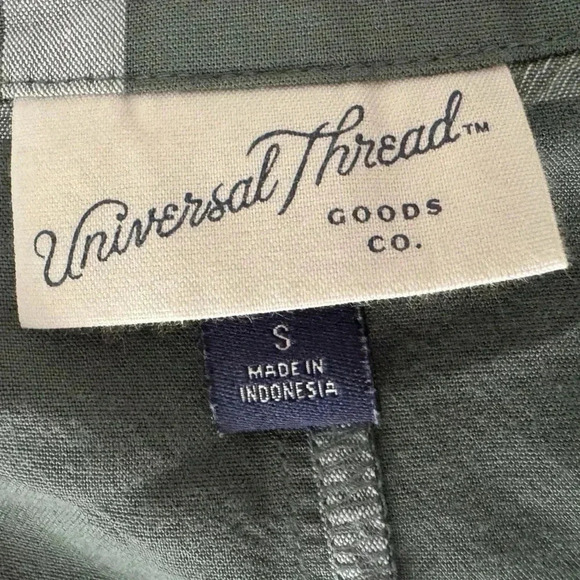 Universal Thread™
GOODS
CO.
S
MADE IN
INDONESIA